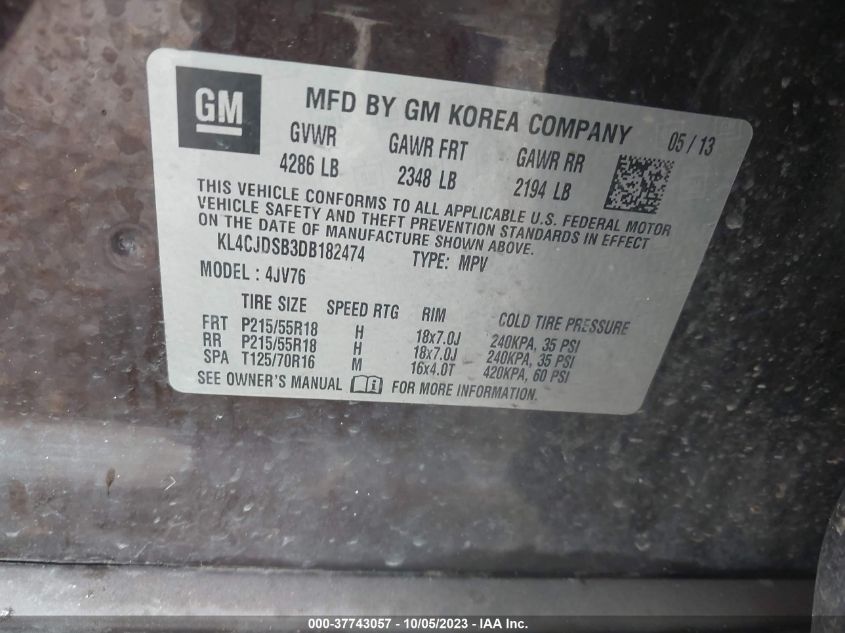 GM
MFD BY GM KOREA COMPANY 05 / 13
GVWR GAWR FRT GAWR RR
4286 LB 2348 LB 2194 LB
THIS VEHICLE CONFORMS TO ALL APPLICABLE U.S. FEDERAL MOTOR
VEHICLE SAFETY AND THEFT PREVENTION STANDARDS IN EFFECT
ON THE DATE OF MANUFACTURE SHOWN ABOVE.
KL4CJDSB3DB182474 TYPE: MPV
MODEL : 4JV76
TIRE SIZE SPEED RTG RIM COLD TIRE PRESSURE
FRT P215/55R18 H 18x7.0J 240KPA, 35 PSI
RR P215/55R18 H 18x7.0J 240KPA, 35 PSI
SPA T125/70R16 M 16x4.0T 420KPA, 60 PSI
SEE OWNER'S MANUAL i FOR MORE INFORMATION.
000-37743057 - 10/05/2023 - IAA Inc.